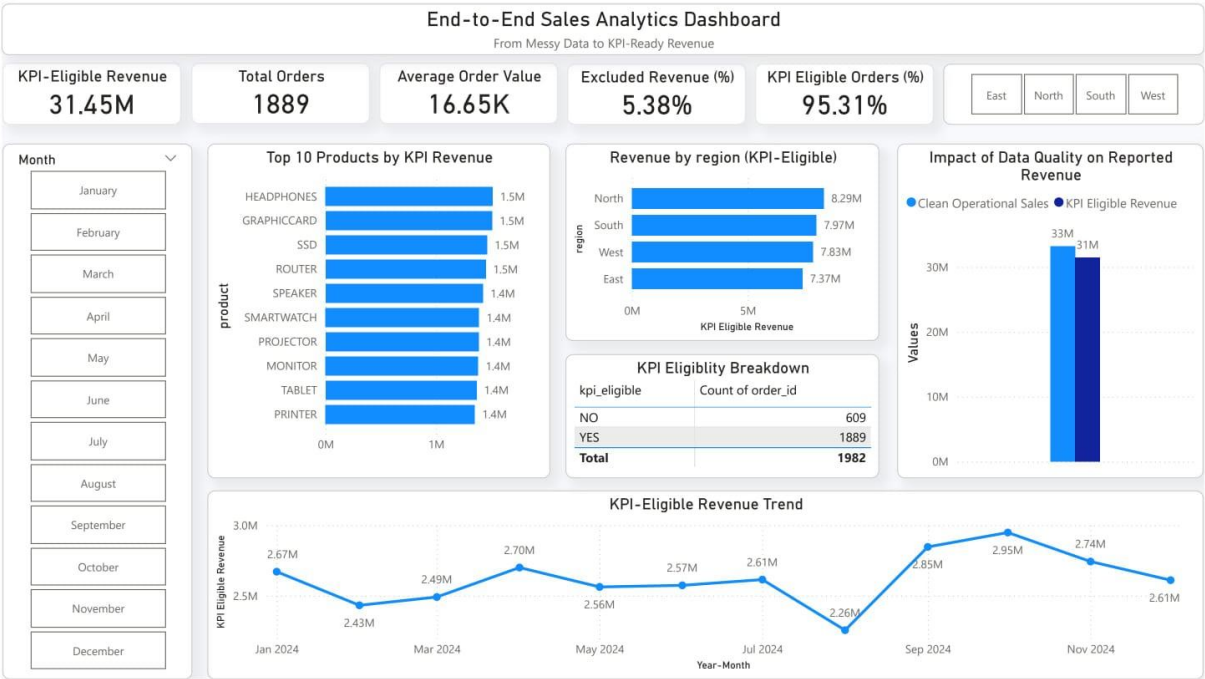 End-to-End Sales Analytics Dashboard
From Messy Data to KPI-Ready Revenue
KPI-Eligible Revenue
31.45M
Total Orders
1889
Average Order Value
16.65K
Excluded Revenue (%)
5.38%
KPI Eligible Orders (%)
95.31%
East North South West
Month
January
February
March
April
May
June
July
August
September
October
November
December
Top 10 Products by KPI Revenue
product
HEADPHONES 1.5M
GRAPHICCARD 1.5M
SSD 1.5M
ROUTER 1.5M
SPEAKER 1.4M
SMARTWATCH 1.4M
PROJECTOR 1.4M
MONITOR 1.4M
TABLET 1.4M
PRINTER 1.4M
0M 1M
Revenue by region (KPI-Eligible)
region
North 8.29M
South 7.97M
West 7.83M
East 7.37M
0M 5M
KPI Eligible Revenue
KPI Eligiblity Breakdown
kpi_eligible Count of order_id
NO 609
YES 1889
Total 1982
Impact of Data Quality on Reported
Revenue
Clean Operational Sales KPI Eligible Revenue
Values
33M
31M
30M
20M
10M
0M
KPI-Eligible Revenue Trend
KPI Eligible Revenue
3.0M
2.5M
2.67M
2.43M
2.49M
2.70M
2.56M
2.57M
2.61M
2.26M
2.85M
2.95M
2.74M
2.61M
Jan 2024 Mar 2024 May 2024 Jul 2024 Sep 2024 Nov 2024
Year-Month